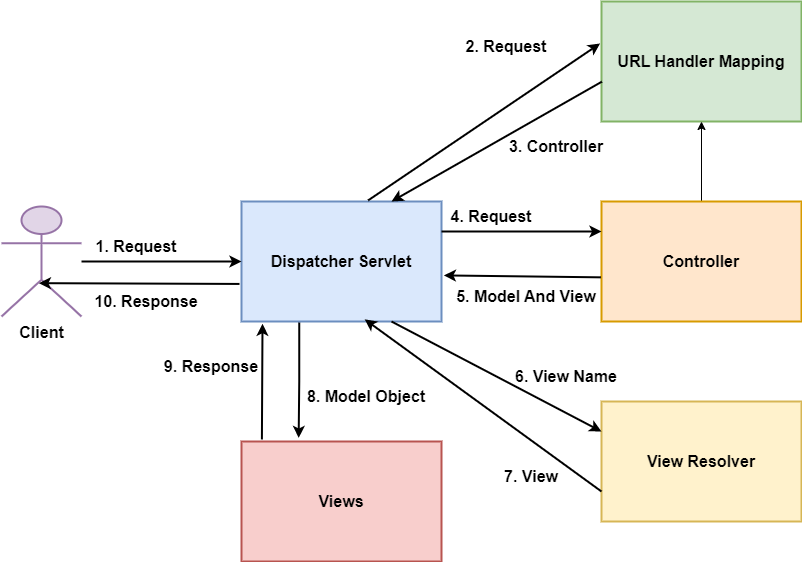 2. Request
URL Handler Mapping
3. Controller
4. Request
1. Request
Dispatcher Servlet
Controller
10. Response
5. Model And View
Client
9. Response
6. View Name
8. Model Object
View Resolver
7. View
Views